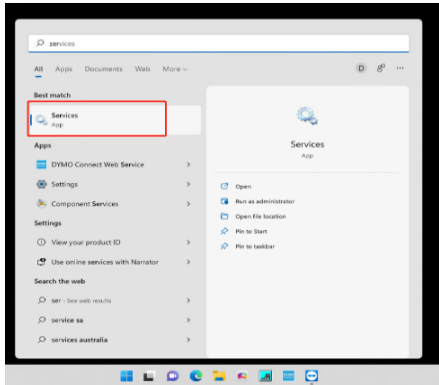 services
All Apps Documents Web More
D
Best match
Services
App
Apps
DYMO Connect Web Service
Settings
Component Services
Settings
View your product ID
Use online services with Narrator
Search the web
ser - See web results
service sa
services australia
Services
App
Open
Run as administrator
Open file location
Pin to Start
Pin to taskbar